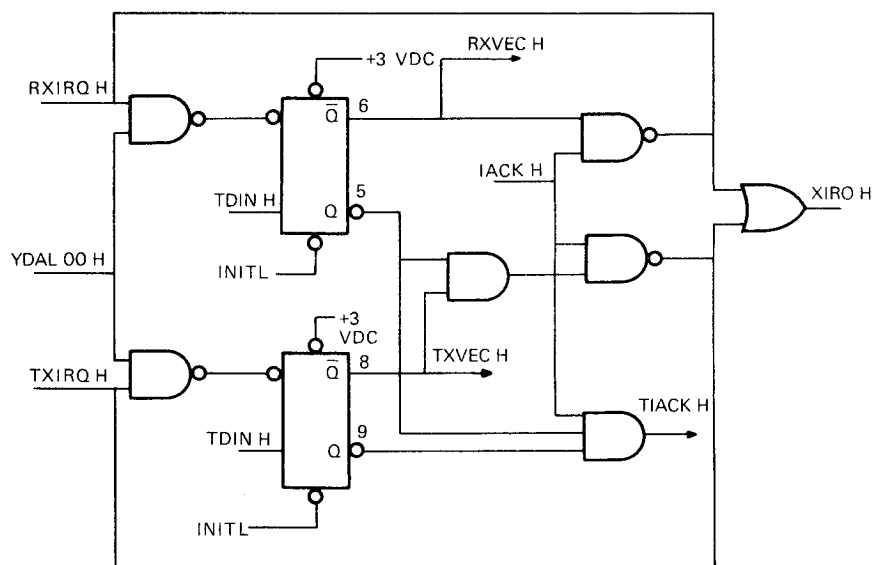 RXVEC H
+3 VDC
RXIRQ H
Q 6
IACK H
TDIN H
5
Q
XIRO H
INITL
YDAL 00 H
+3
VDC
TXVEC H
Q 8
TXIRQ H
TIACK H
TDIN H
9
Q
INITL